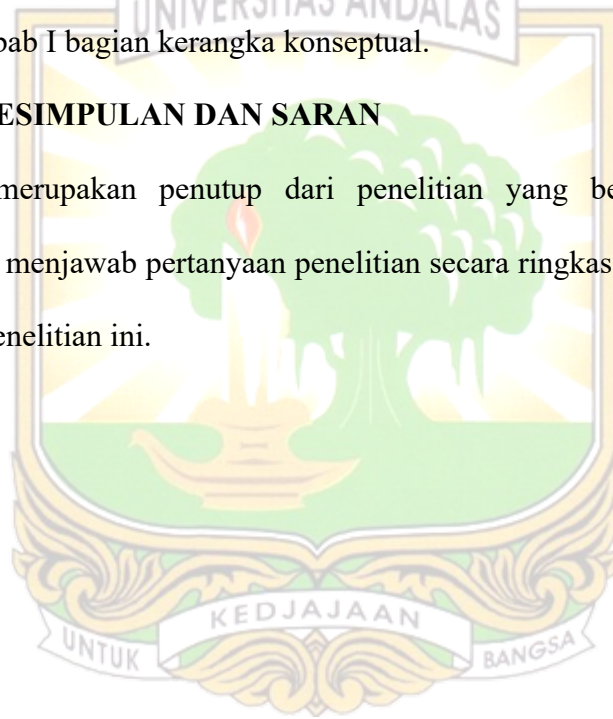 UNIVERSITAS ANDALAS
bab I bagian kerangka konseptual.
ESIMPULAN DAN SARAN
merupakan penutup dari penelitian yang be
menjawab pertanyaan penelitian secara ringkas
enelitian ini.
KEDJAJAAN
UNTUK BANGSA